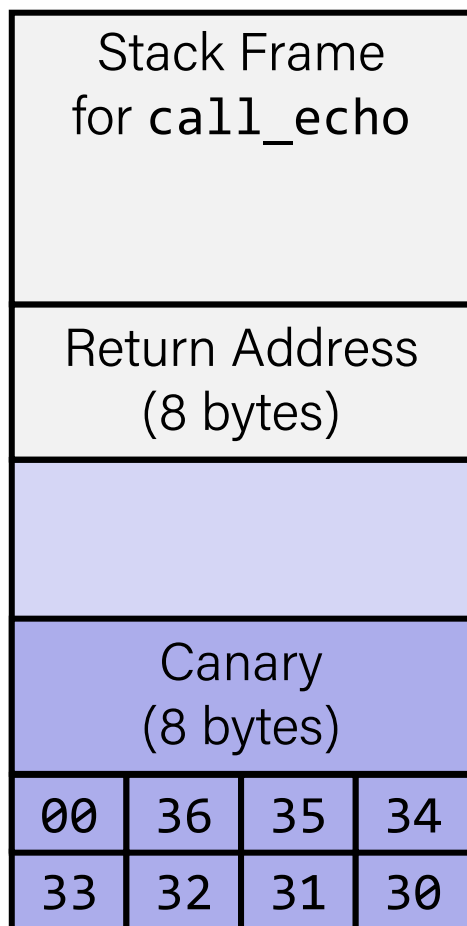 Stack Frame
for call_echo
Return Address
(8 bytes)
Canary
(8 bytes)
00 36 35 34
33 32 31 30